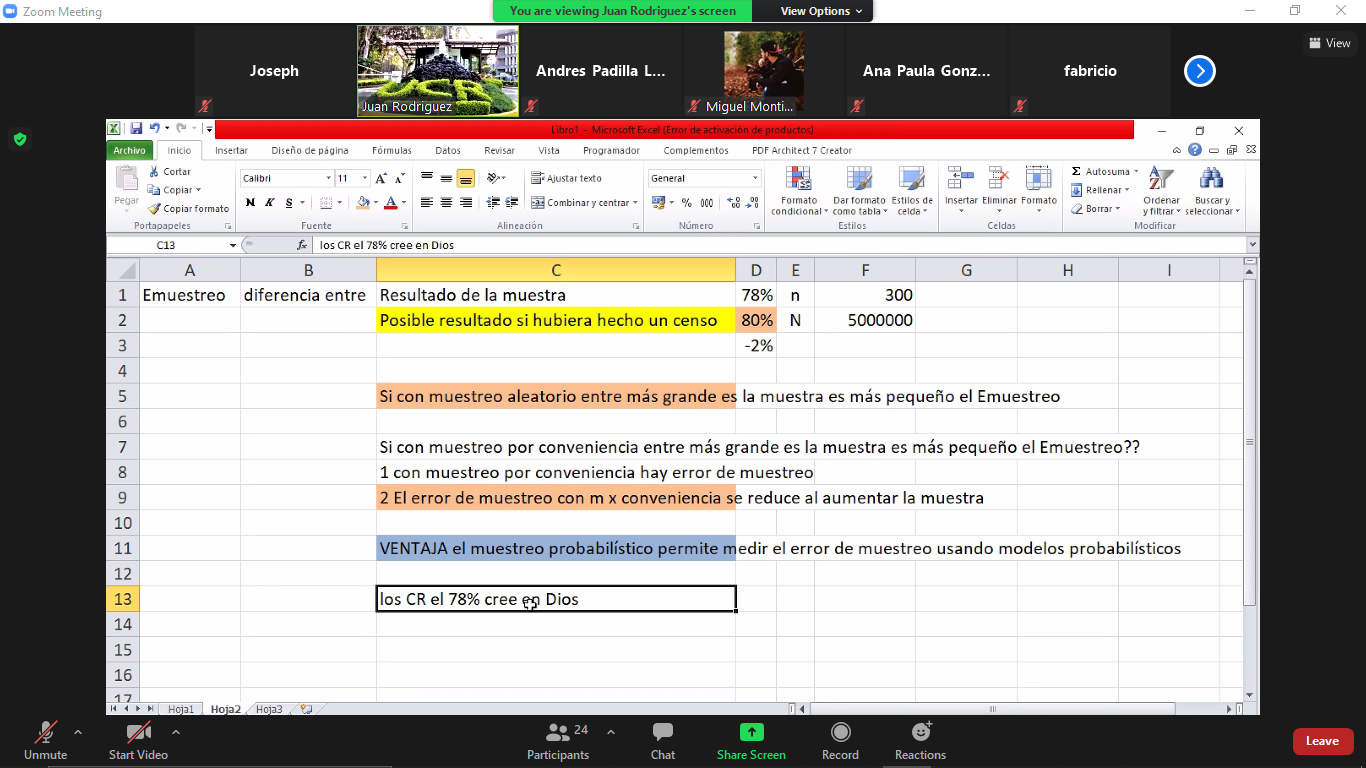 Zoom Meeting
You are viewing Juan Rodriguez's screen
View Options
View
Joseph
Juan Rodriguez
Andres Padilla L...
Miguel Monti...
Ana Paula Gonz...
fabricio
Libro1 - Microsoft Excel (Error de activación de productos)
Archivo Inicio Insertar Diseño de página Fórmulas Datos Revisar Vista Programador Complementos PDF Architect 7 Creator
Pegar
Cortar
Copiar
Copiar formato
Portapapeles
Calibri 11
N K S
Fuente
Ajustar texto
Combinar y centrar
Alineación
General
% 000
Número
Formato condicional
Dar formato como tabla
Estilos de celda
Estilos
Insertar Eliminar Formato
Celdas
Autosuma
Rellenar
Borrar
Ordenar y filtrar
Buscar y seleccionar
Modificar
C13 fx los CR el 78% cree en Dios
A B C D E F G H I
1 Emuestreo diferencia entre Resultado de la muestra 78% n 300
2 Posible resultado si hubiera hecho un censo 80% N 5000000
3 -2%
4
5 Si con muestreo aleatorio entre más grande es la muestra es más pequeño el Emuestreo
6
7 Si con muestreo por conveniencia entre más grande es la muestra es más pequeño el Emuestreo??
8 1 con muestreo por conveniencia hay error de muestreo
9 2 El error de muestreo con m x conveniencia se reduce al aumentar la muestra
10
11 VENTAJA el muestreo probabilístico permite medir el error de muestreo usando modelos probabilísticos
12
13 los CR el 78% cree en Dios
14
15
16
17
Hoja1 Hoja2 Hoja3
Unmute
Start Video
Participants 24
Chat
Share Screen
Record
Reactions
Leave